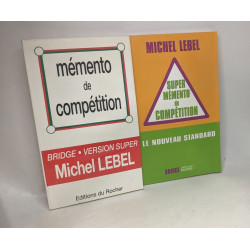 mémento
de
compétition
BRIDGE • VERSION SUPER
Michel LEBEL
Editions du Rocher
MICHEL LEBEL
SUPER
MÉMENTO
DE
COMPÉTITION
LE NOUVEAU STANDARD
BRIDGE